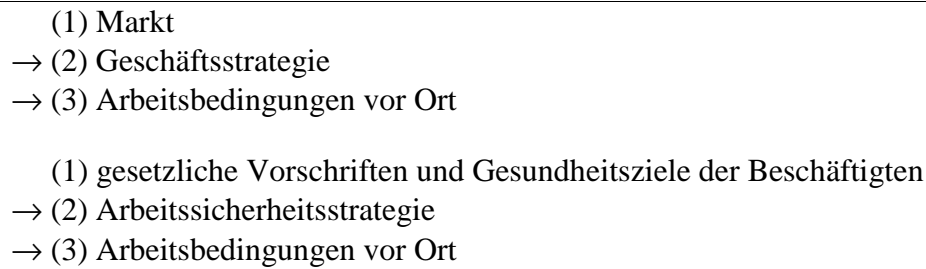 (1) Markt
→ (2) Geschäftsstrategie
→ (3) Arbeitsbedingungen vor Ort
(1) gesetzliche Vorschriften und Gesundheitsziele der Beschäftigten
→ (2) Arbeitssicherheitsstrategie
→ (3) Arbeitsbedingungen vor Ort